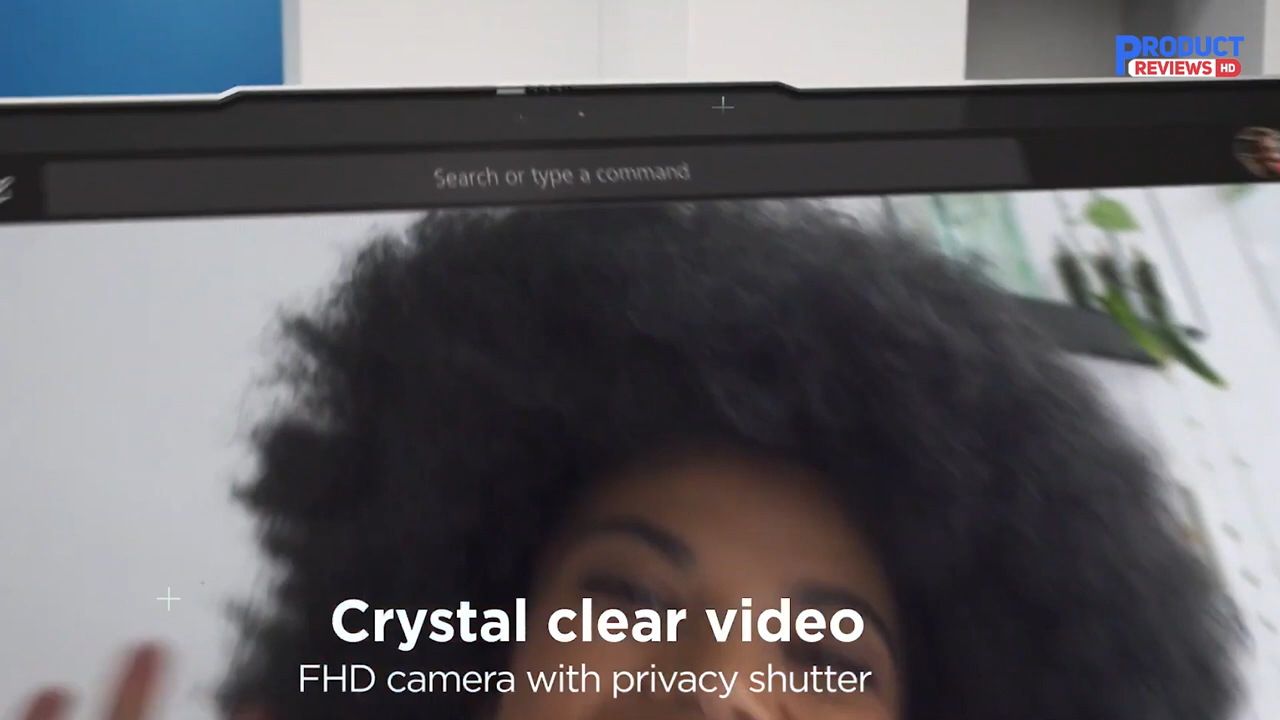 PRODUCT
REVIEWS HD
Search or type a command
Crystal clear video
FHD camera with privacy shutter